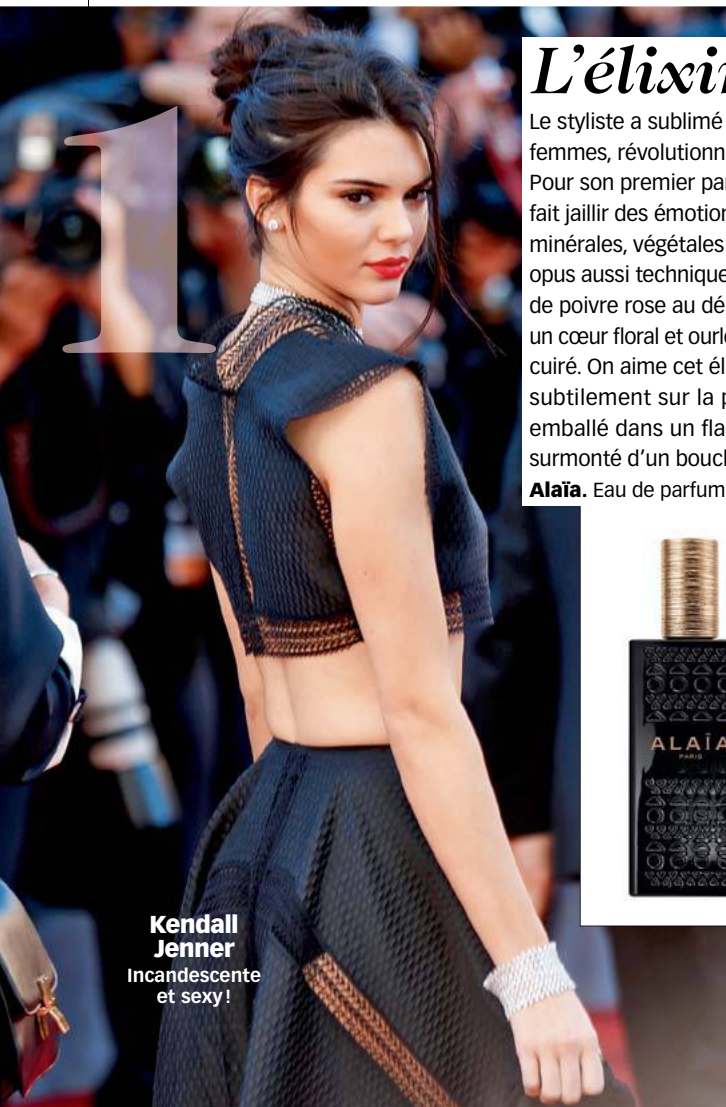 1
L'élixir
Le styliste a sublimé
femmes, révolutionn
Pour son premier par
fait jaillir des émotion
minérales, végétales
opus aussi technique
de poivre rose au dé
un cœur floral et ourl
cuiré. On aime cet él
subtilement sur la p
emballé dans un fla
surmonté d'un bouch
Alaïa. Eau de parfum
ALAÏA
PARIS
Kendall
Jenner
Incandescente
et sexy !